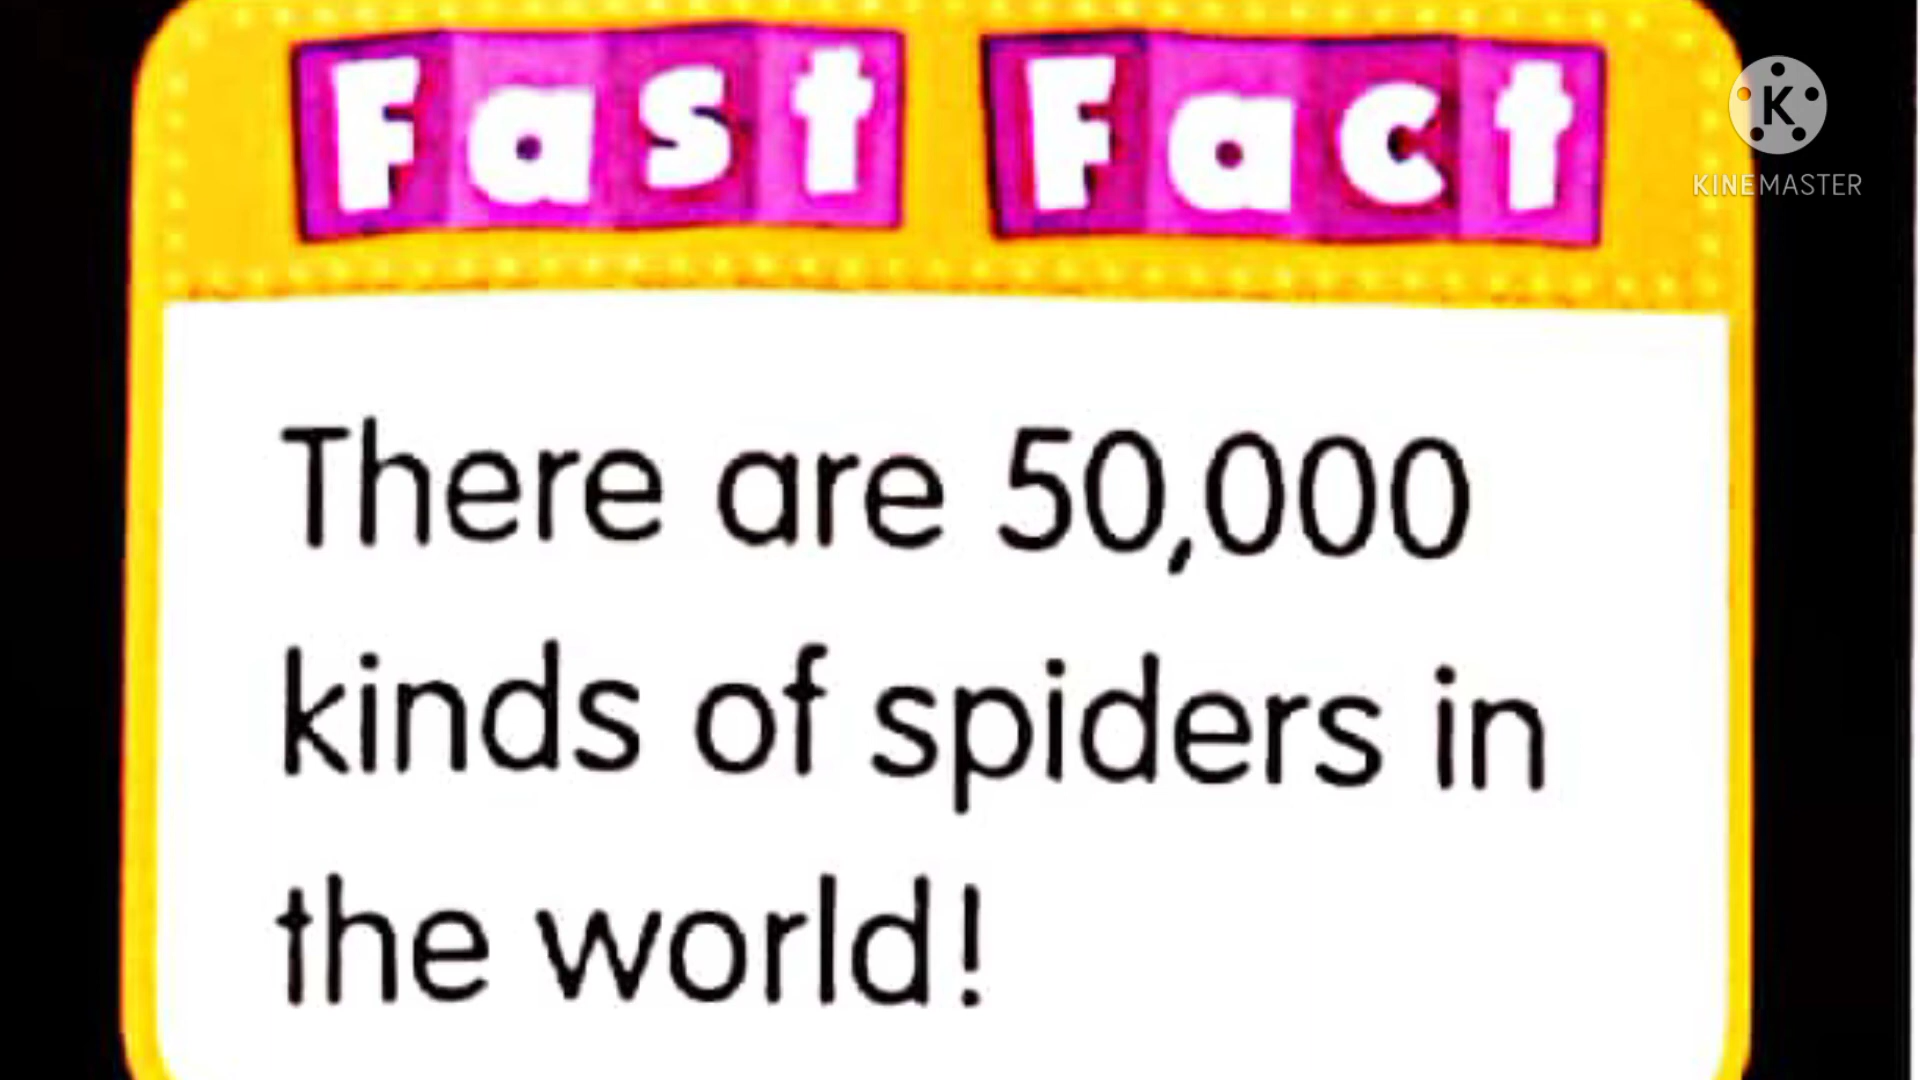 Fast Fact
K
KINEMASTER
There are 50,000
kinds of spiders in
the world!